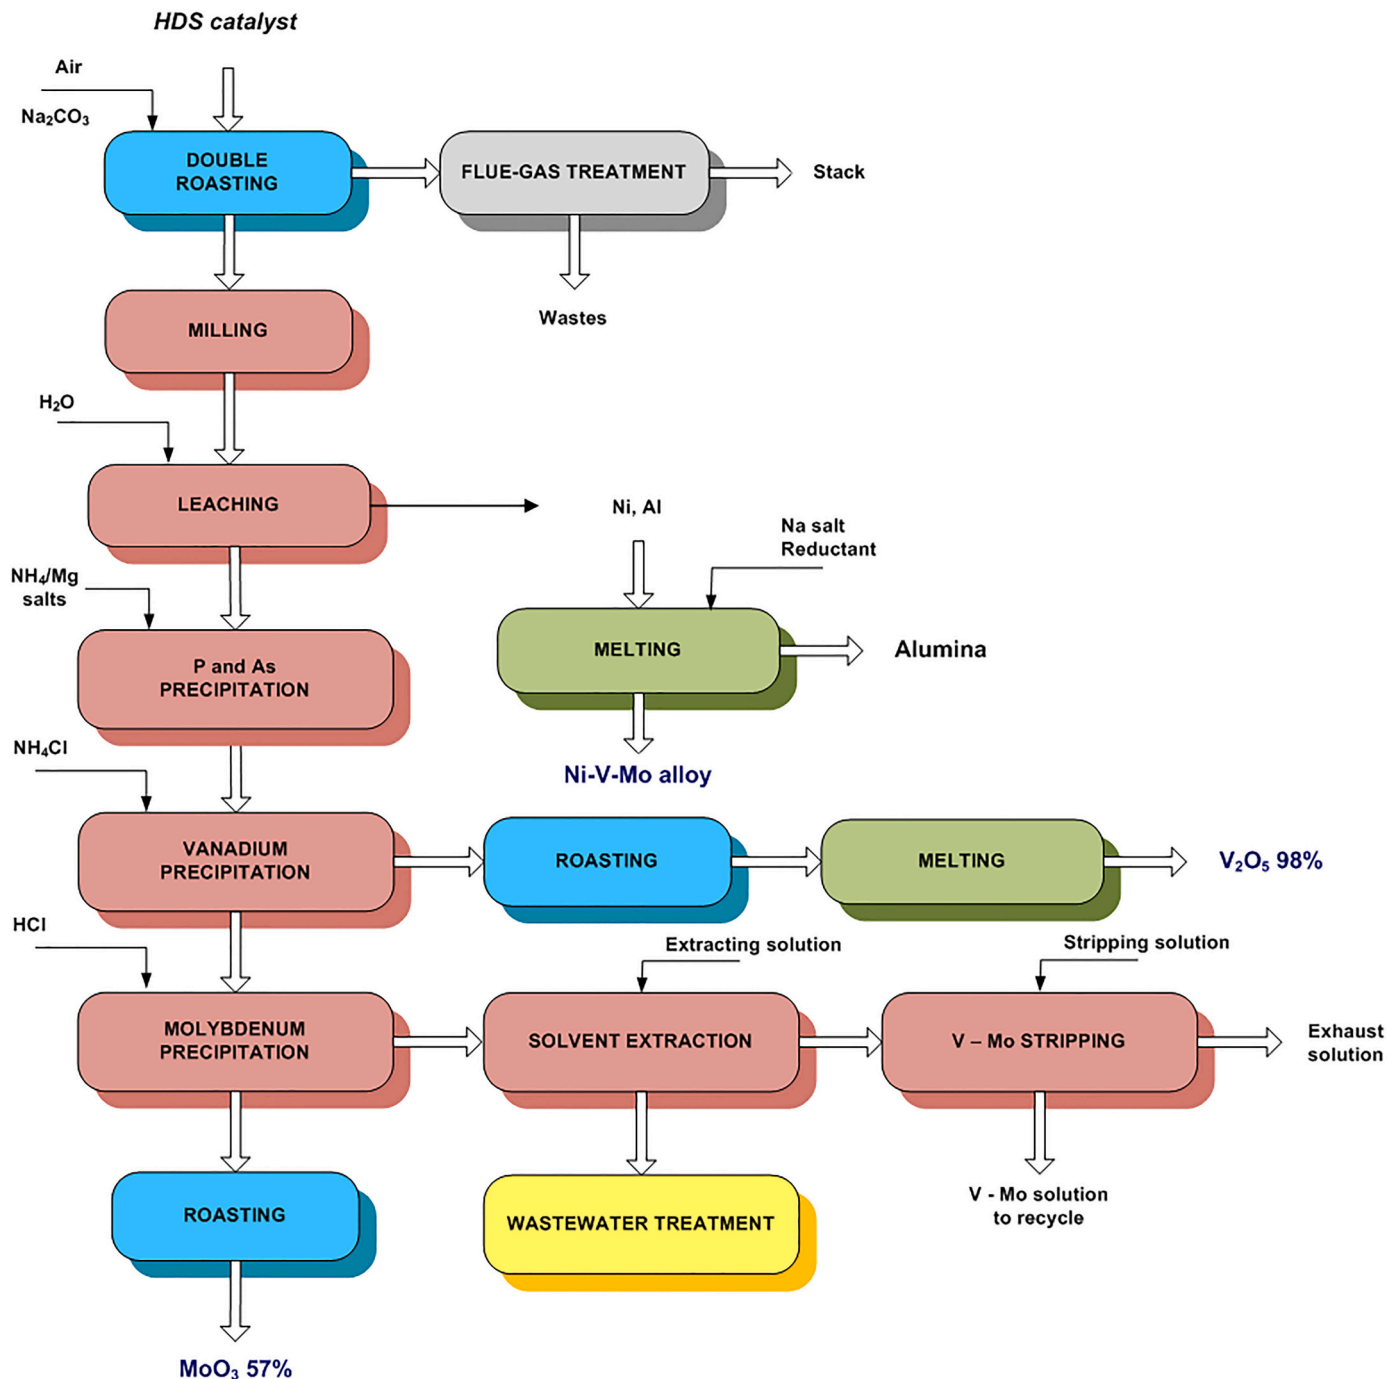 HDS catalyst
Air
Na₂CO₃
DOUBLE
ROASTING
FLUE-GAS TREATMENT
Stack
Wastes
MILLING
H₂O
LEACHING
Ni, Al
Na salt
Reductant
NH₄/Mg
salts
P and As
PRECIPITATION
MELTING
Alumina
Ni-V-Mo alloy
NH₄Cl
VANADIUM
PRECIPITATION
ROASTING
MELTING
V₂O₅ 98%
HCl
Extracting solution
Stripping solution
MOLYBDENUM
PRECIPITATION
SOLVENT EXTRACTION
V – Mo STRIPPING
Exhaust
solution
ROASTING
WASTEWATER TREATMENT
V - Mo solution
to recycle
MoO₃ 57%